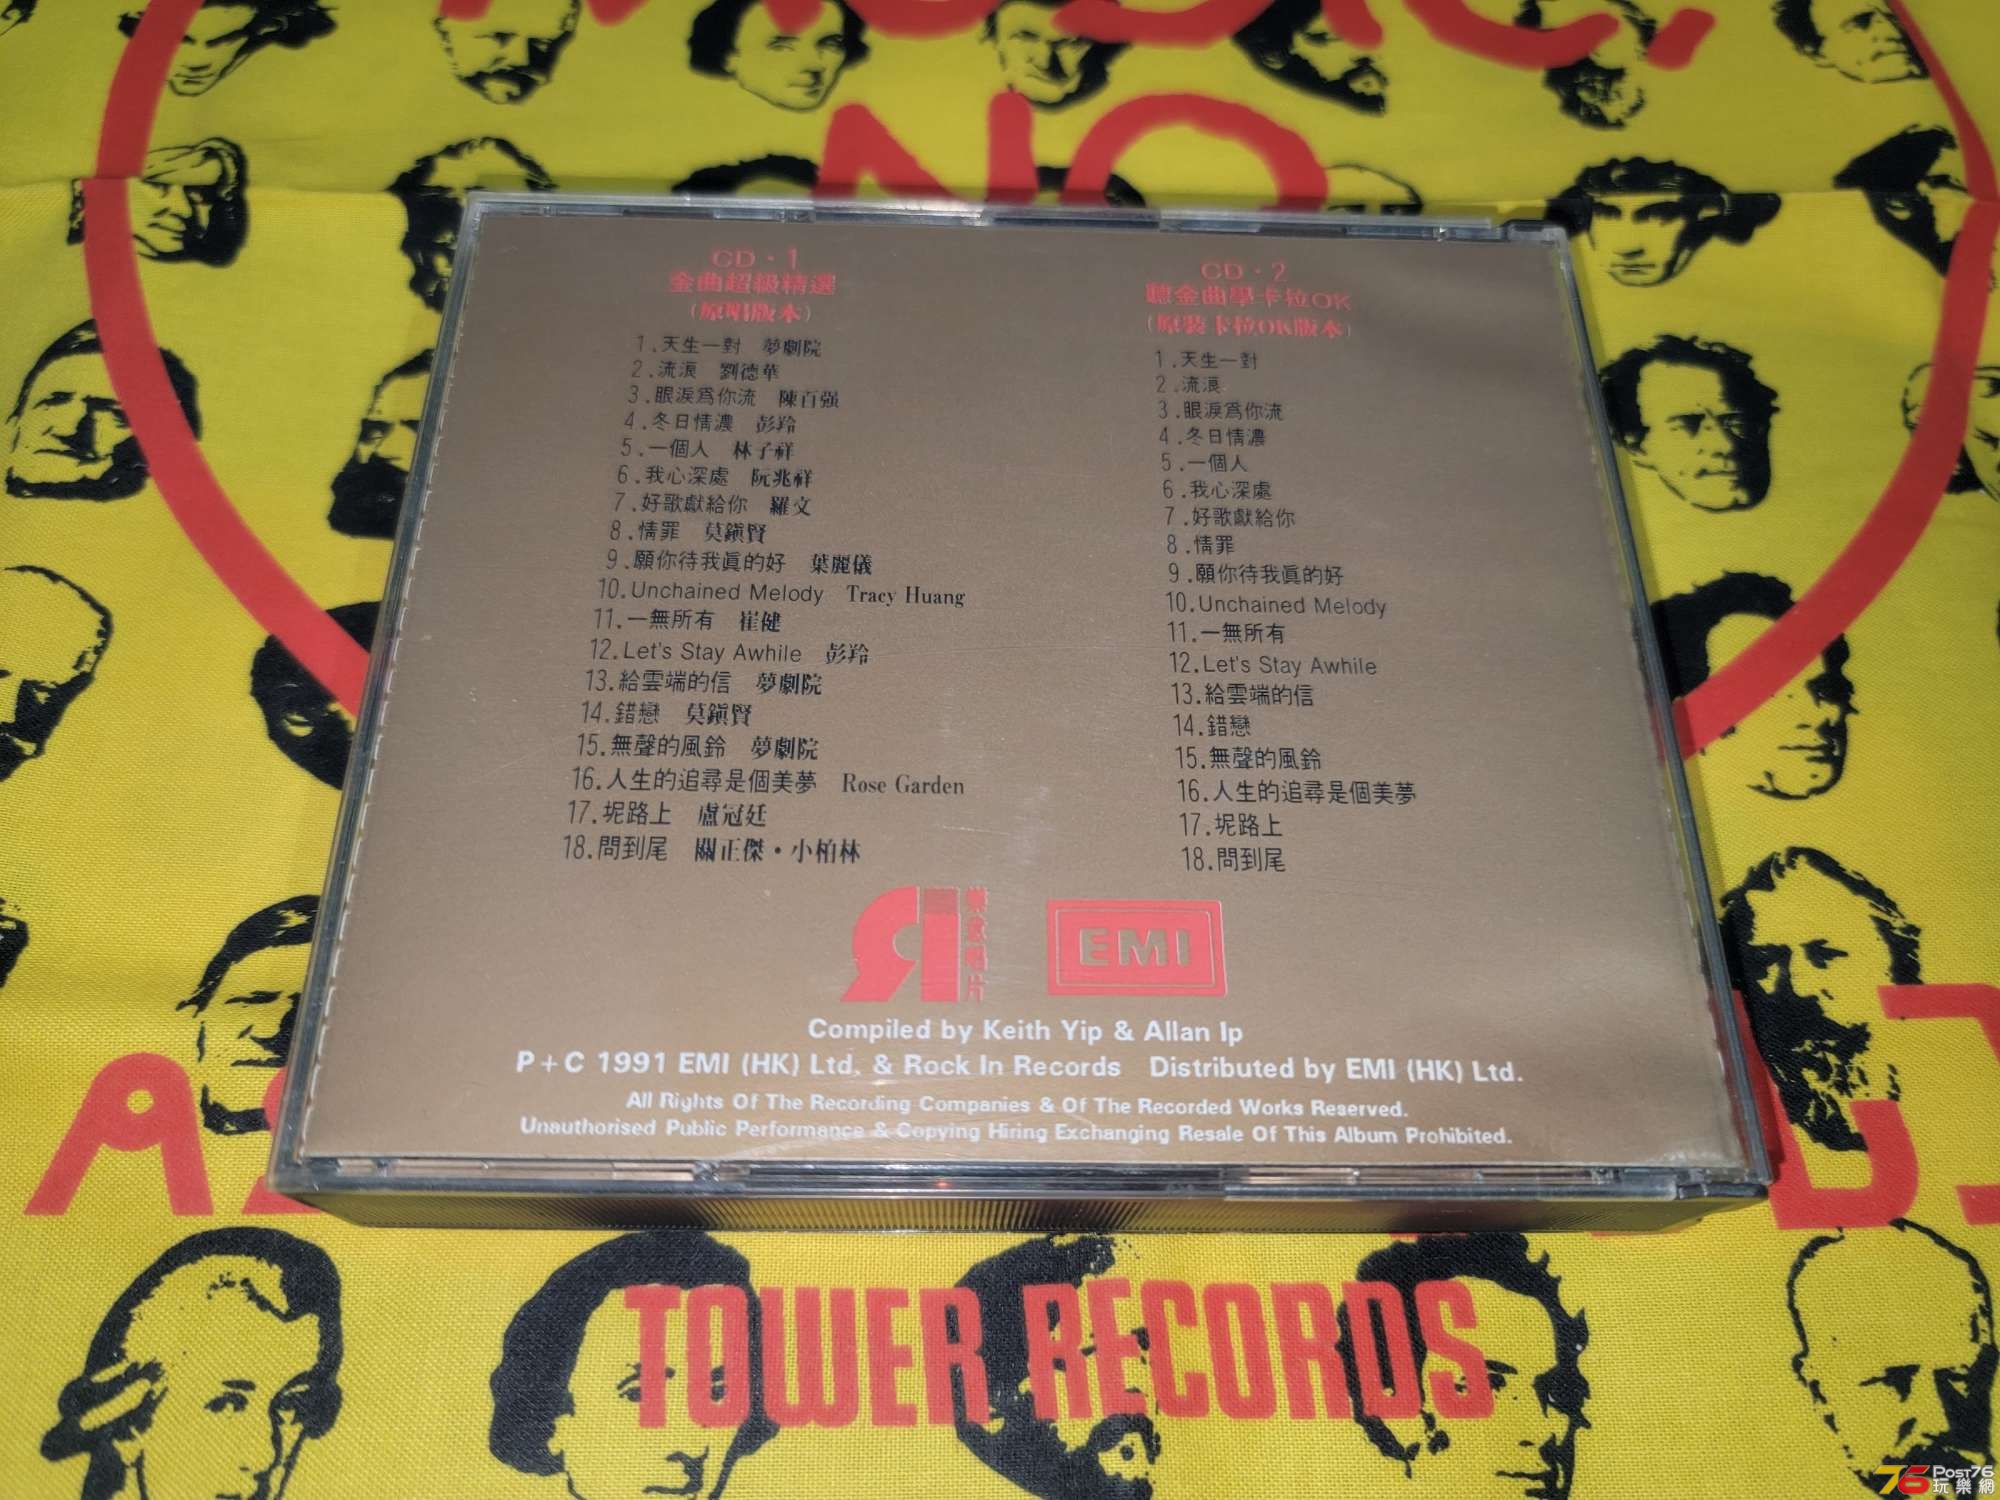 MUSIC.
NO
CD・1
金曲超級精選
(原唱版本)
1.天生一對 夢劇院
2.流浪 劉德華
3.眼淚為你流 陳百强
4.冬日情濃 彭羚
5.一個人 林子祥
6.我心深處 阮兆祥
7.好歌獻給你 羅文
8.情罪 莫鎮賢
9.願你待我眞的好 葉麗儀
10.Unchained Melody Tracy Huang
11.一無所有 崔健
12.Let's Stay Awhile 彭羚
13.給雲端的信 夢劇院
14.錯戀 莫鎮賢
15.無聲的風鈴 夢劇院
16.人生的追尋是個美夢 Rose Garden
17.坭路上 盧冠廷
18.問到尾 關正傑・小柏林
CD・2
聽金曲學卡拉OK
(原裝卡拉OK版本)
1.天生一對
2.流浪
3.眼淚為你流
4.冬日情濃
5.一個人
6.我心深處
7.好歌獻給你
8.情罪
9.願你待我眞的好
10.Unchained Melody
11.一無所有
12.Let's Stay Awhile
13.給雲端的信
14.錯戀
15.無聲的風鈴
16.人生的追尋是個美夢
17.坭路上
18.問到尾
EMI
Compiled by Keith Yip & Allan Ip
P+C 1991 EMI (HK) Ltd. & Rock In Records Distributed by EMI (HK) Ltd.
All Rights Of The Recording Companies & Of The Recorded Works Reserved.
Unauthorised Public Performance & Copying Hiring Exchanging Resale Of This Album Prohibited.
TOWER RECORDS
76 Post76
玩樂網